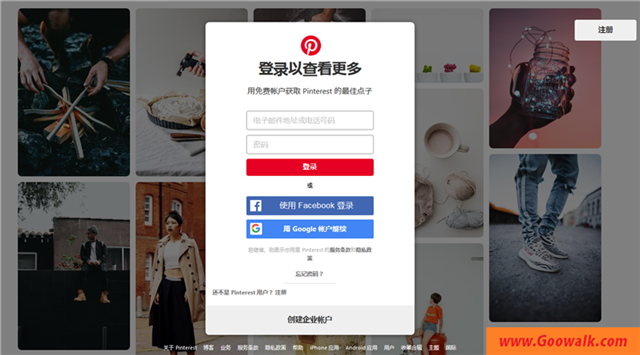 注册
登录以查看更多
用免费帐户获取 Pinterest 的最佳点子
电子邮件地址或电话号码
密码
登录
或
使用 Facebook 登录
用 Google 帐户继续
若继续，则表示你同意 Pinterest 的服务条款和隐私政
策
忘记密码？
还不是 Pinterest 用户？注册
创建企业帐户
关于 Pinterest 博客 业务 服务条款 隐私政策 帮助 iPhone 应用 Android 应用 用户 主题
www.Goowalk.com